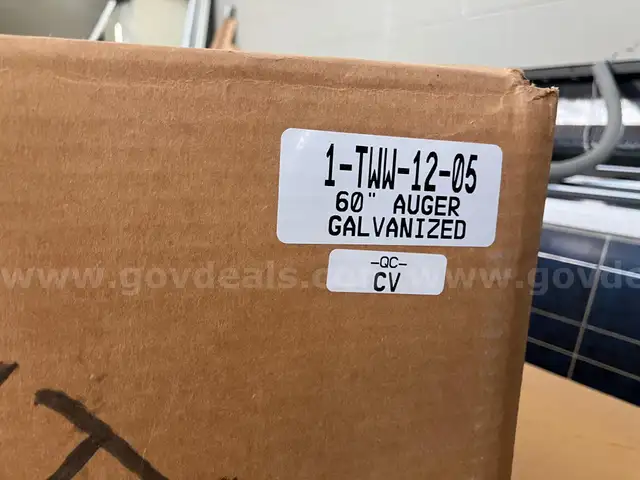 1-TWW-12-05
60" AUGER
GALVANIZED
-QC-
CV
© www.govdeals.com
www.govdeals.com